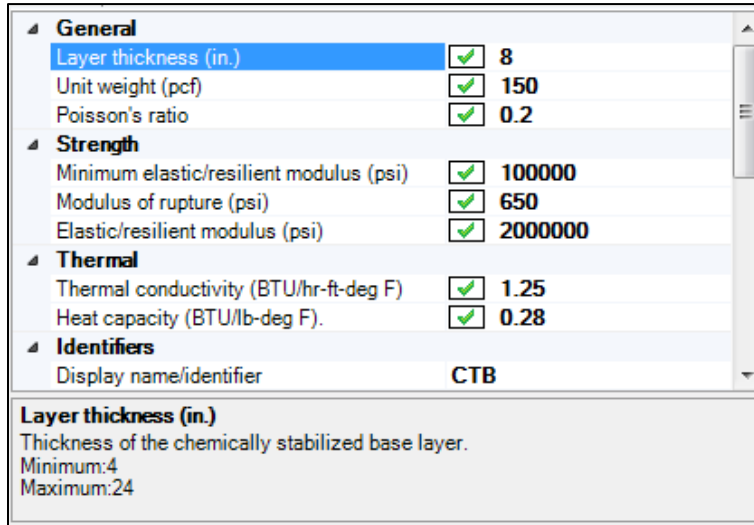 General
Layer thickness (in.) 8
Unit weight (pcf) 150
Poisson's ratio 0.2
Strength
Minimum elastic/resilient modulus (psi) 100000
Modulus of rupture (psi) 650
Elastic/resilient modulus (psi) 2000000
Thermal
Thermal conductivity (BTU/hr-ft-deg F) 1.25
Heat capacity (BTU/lb-deg F). 0.28
Identifiers
Display name/identifier CTB
Layer thickness (in.)
Thickness of the chemically stabilized base layer.
Minimum:4
Maximum:24